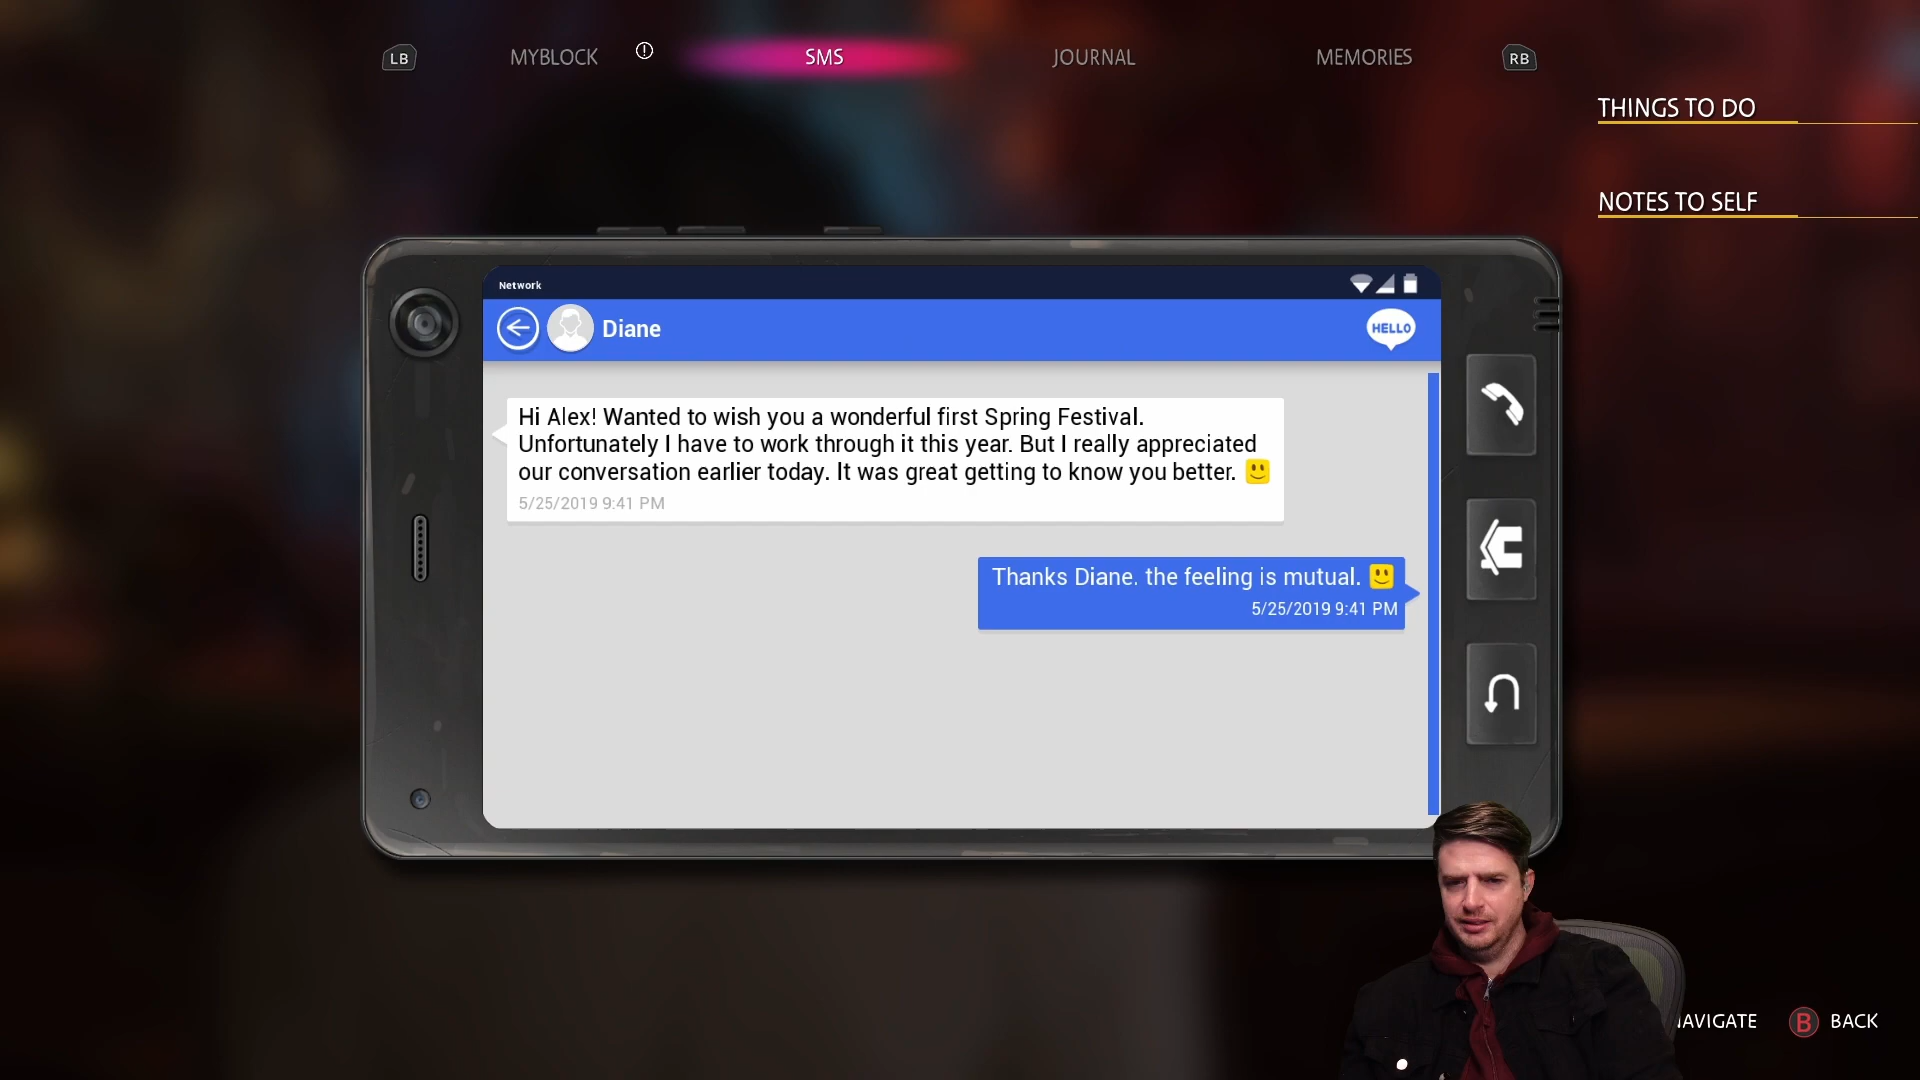 LB
MYBLOCK
SMS
JOURNAL
MEMORIES
RB
THINGS TO DO
NOTES TO SELF
Network
Diane
HELLO
Hi Alex! Wanted to wish you a wonderful first Spring Festival.
Unfortunately I have to work through it this year. But I really appreciated
our conversation earlier today. It was great getting to know you better. 🙂
5/25/2019 9:41 PM
Thanks Diane. the feeling is mutual. 🙂
5/25/2019 9:41 PM
B BACK